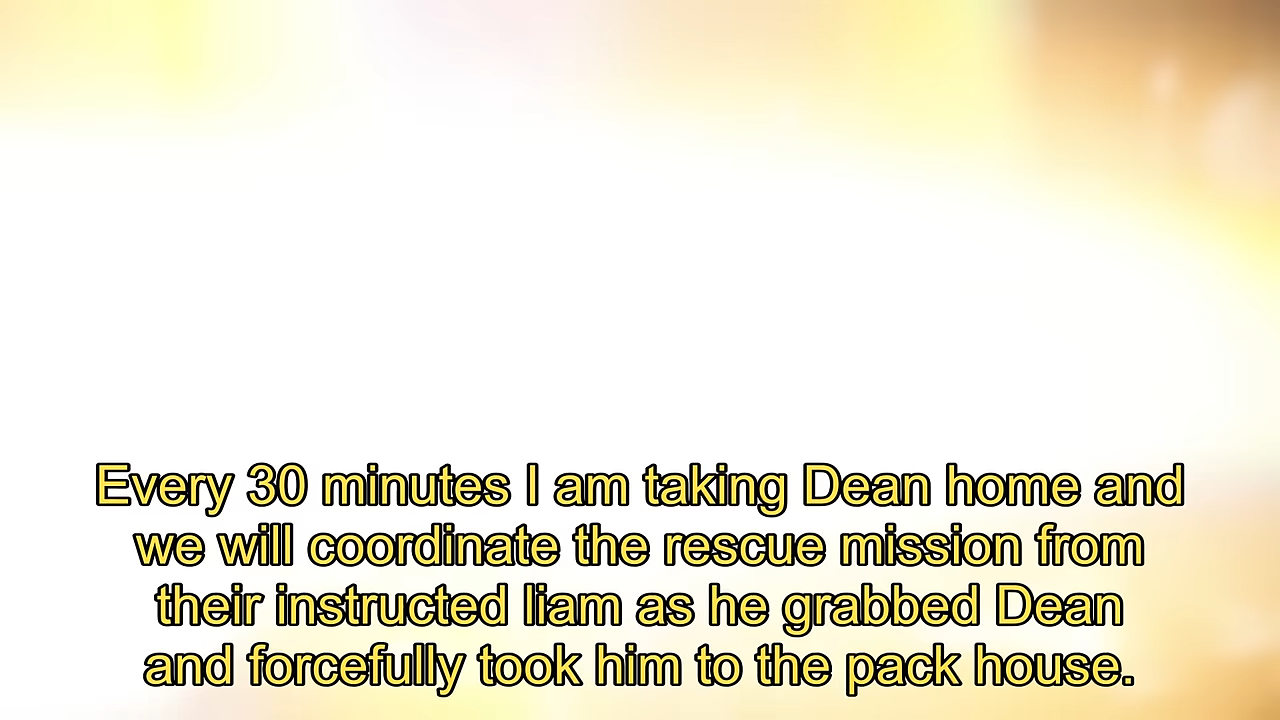 Every 30 minutes I am taking Dean home and
we will coordinate the rescue mission from
their instructed liam as he grabbed Dean
and forcefully took him to the pack house.